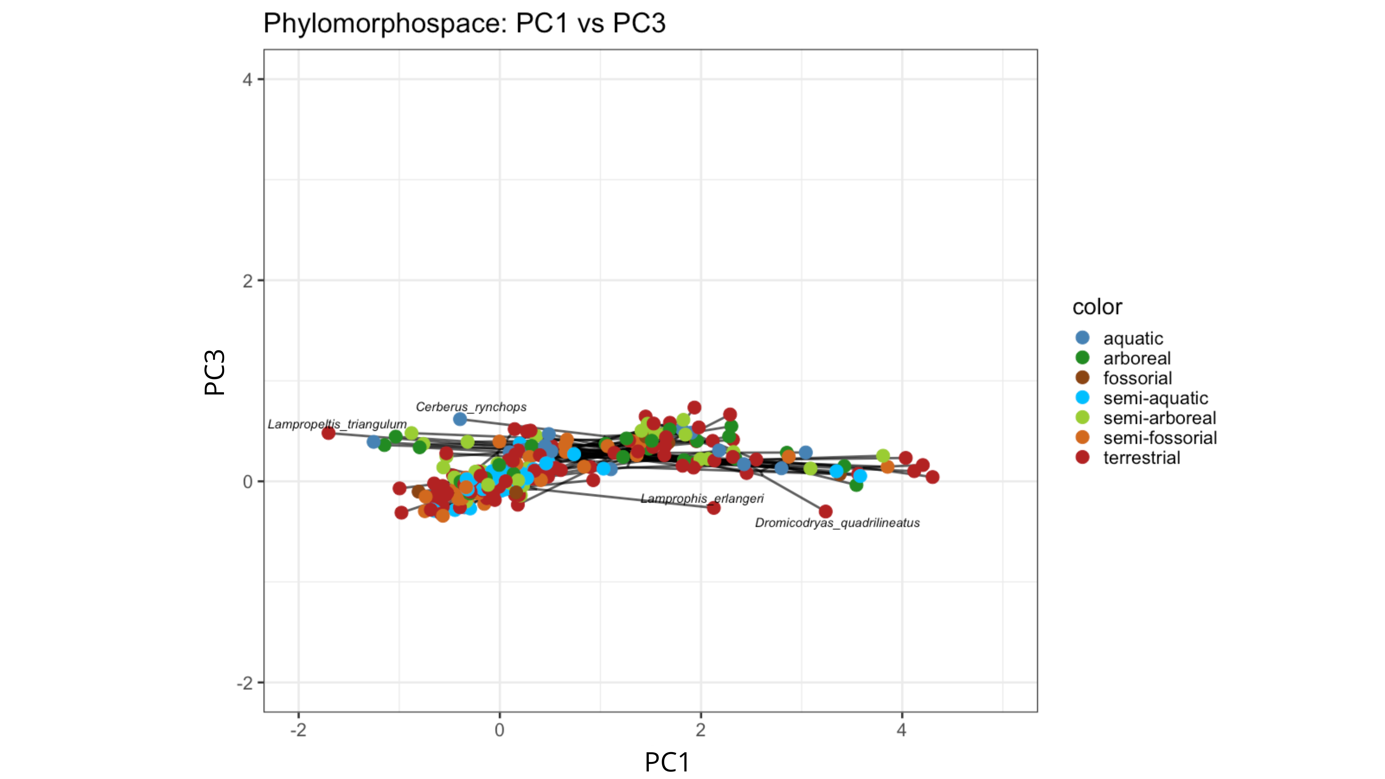 Phylomorphospace: PC1 vs PC3
4
2
0
-2
PC3
Cerberus_rynchops
Lampropeltis_triangulum
Lamprophis_erlangeri
Dromicodryas_quadrilineatus
-2
0
2
4
PC1
color
aquatic
arboreal
fossorial
semi-aquatic
semi-arboreal
semi-fossorial
terrestrial